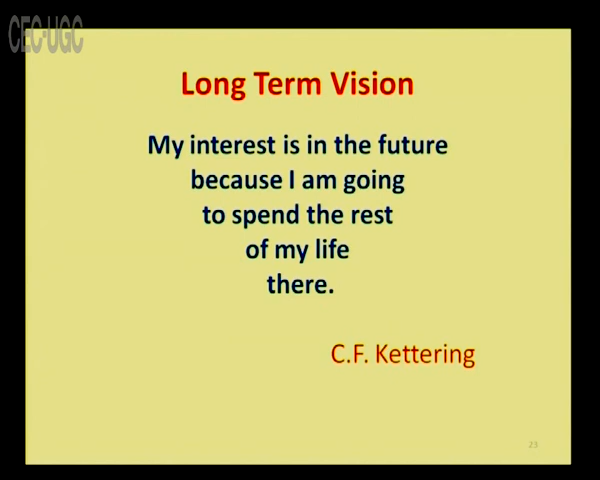 CEC-UGC
Long Term Vision
My interest is in the future
because I am going
to spend the rest
of my life
there.
C.F. Kettering
23